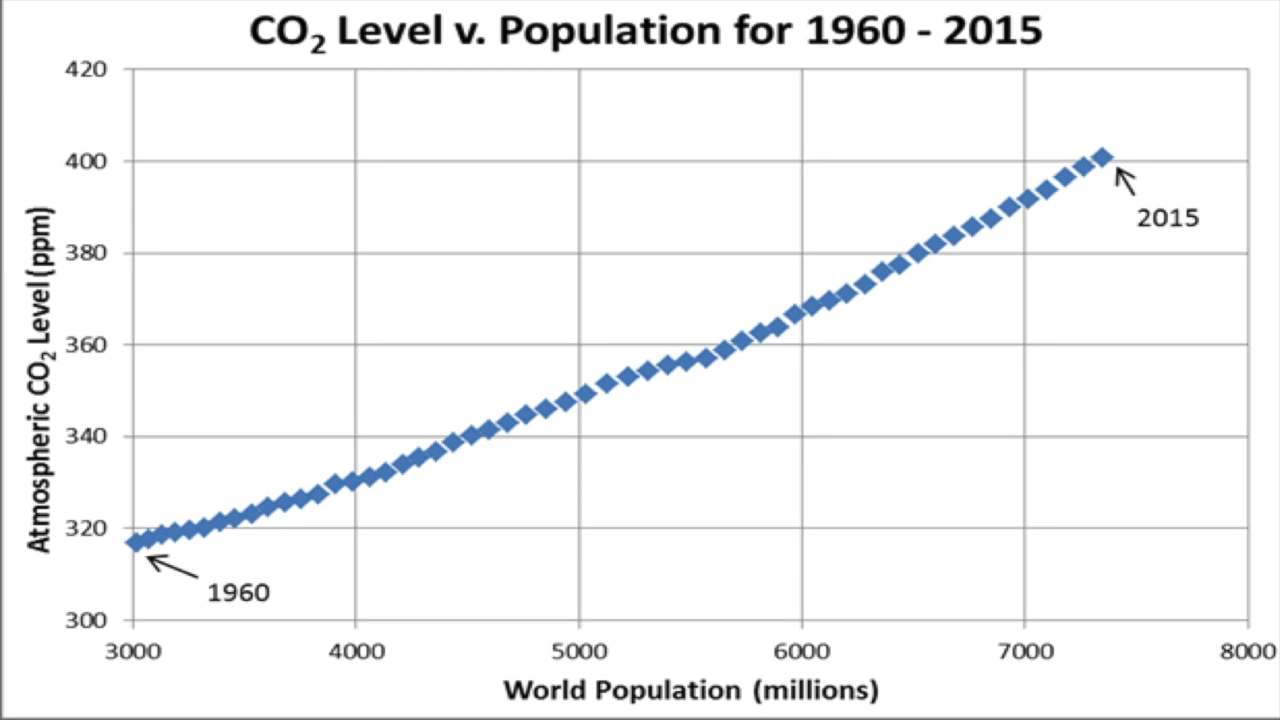 CO₂ Level v. Population for 1960 - 2015
420
400
380
360
340
320
300
Atmospheric CO₂ Level (ppm)
2015
1960
3000 4000 5000 6000 7000 8000
World Population (millions)